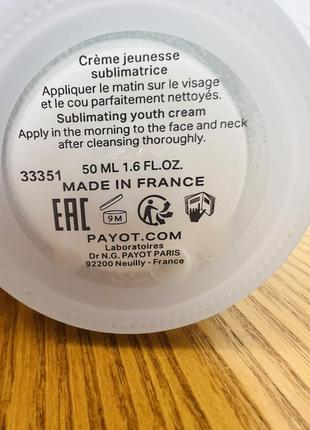 Crème jeunesse
sublimatrice
Appliquer le matin sur le visage
et le cou parfaitement nettoyés.
Sublimating youth cream
Apply in the morning to the face and neck
after cleansing thoroughly.
33351 50 ML 1.6 FL.OZ.
MADE IN FRANCE
EAC 9M
PAYOT.COM
Laboratoires
Dr N.G. PAYOT PARIS
92200 Neuilly - France